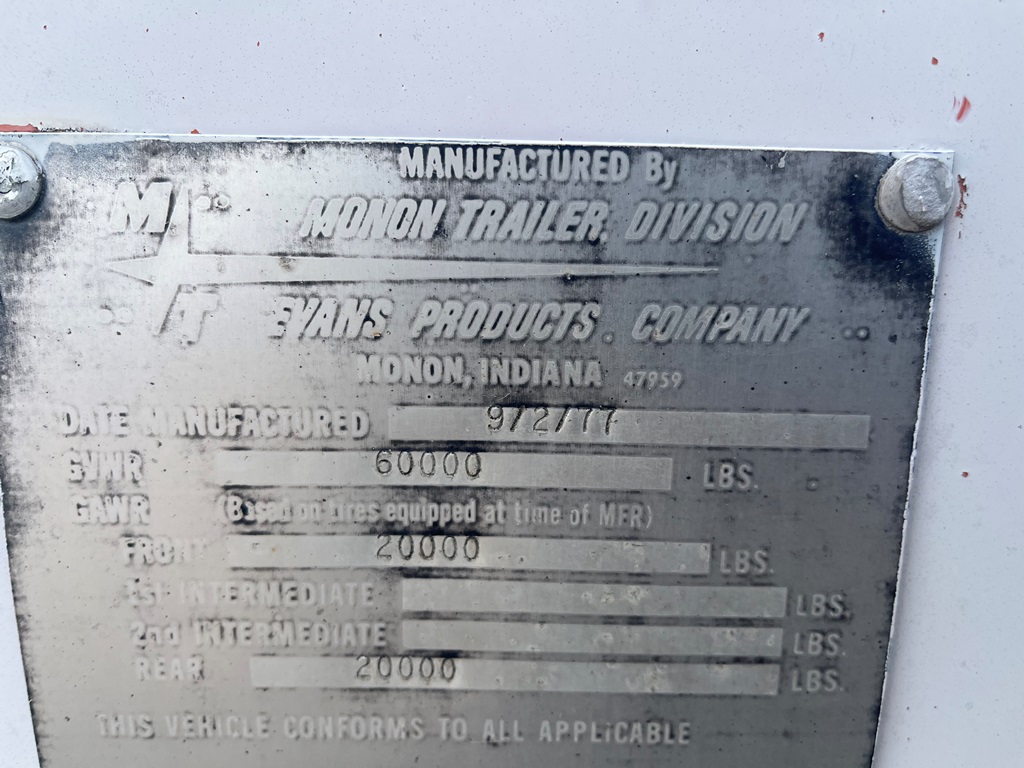 MANUFACTURED By
M MONON TRAILER DIVISION
T EVANS PRODUCTS COMPANY
MONON, INDIANA 47959
DATE MANUFACTURED 9/2/77
GVWR 60000 LBS.
GAWR (Based on tires equipped at time of MFR)
FRONT 20000 LBS.
1st INTERMEDIATE LBS.
2nd INTERMEDIATE LBS.
REAR 20000 LBS.
THIS VEHICLE CONFORMS TO ALL APPLICABLE